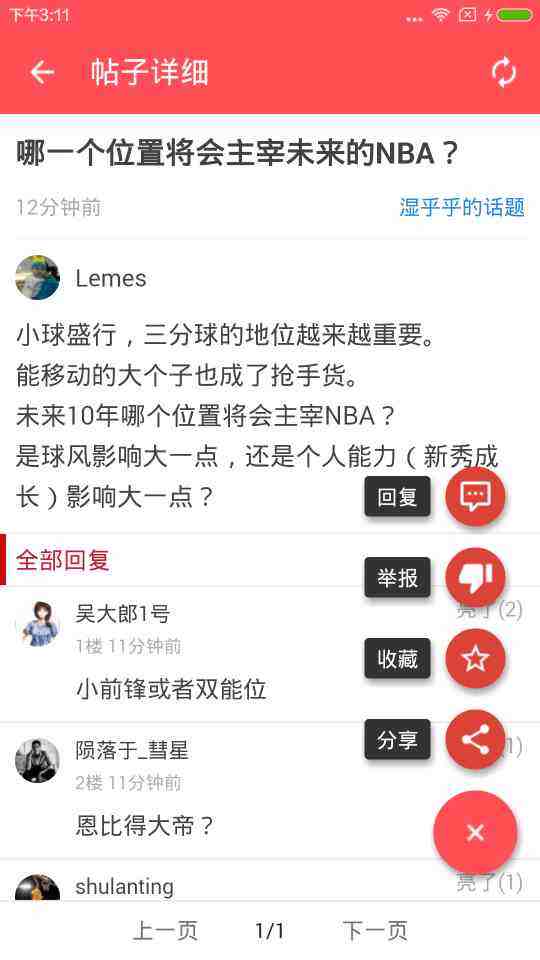 下午3:11
帖子详细
哪一个位置将会主宰未来的NBA？
12分钟前
湿乎乎的话题
Lemes
小球盛行，三分球的地位越来越重要。
能移动的大个子也成了抢手货。
未来10年哪个位置将会主宰NBA？
是球风影响大一点，还是个人能力（新秀成
长）影响大一点？
回复
全部回复
举报
吴大郎1号
亮了(2)
1楼 11分钟前
收藏
小前锋或者双能位
分享
陨落于_彗星
1)
2楼 11分钟前
恩比得大帝？
shulanting
亮了(1)
上一页
1/1
下一页